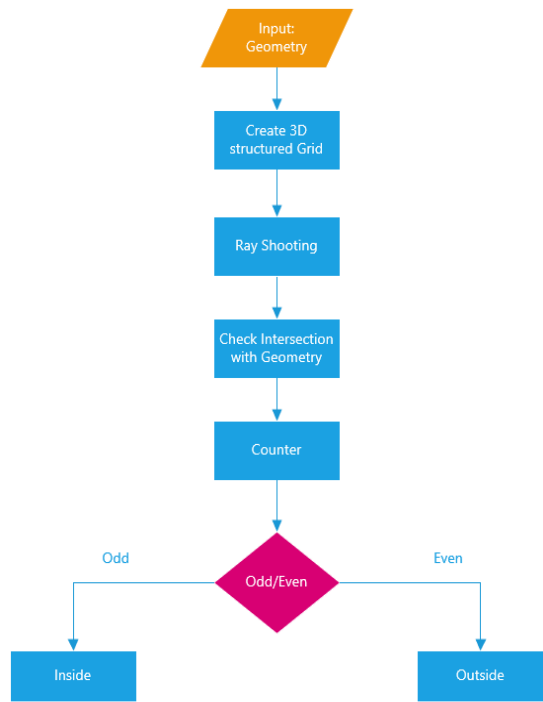 Input:
Geometry
Create 3D
structured Grid
Ray Shooting
Check Intersection
with Geometry
Counter
Odd
Even
Odd/Even
Inside
Outside